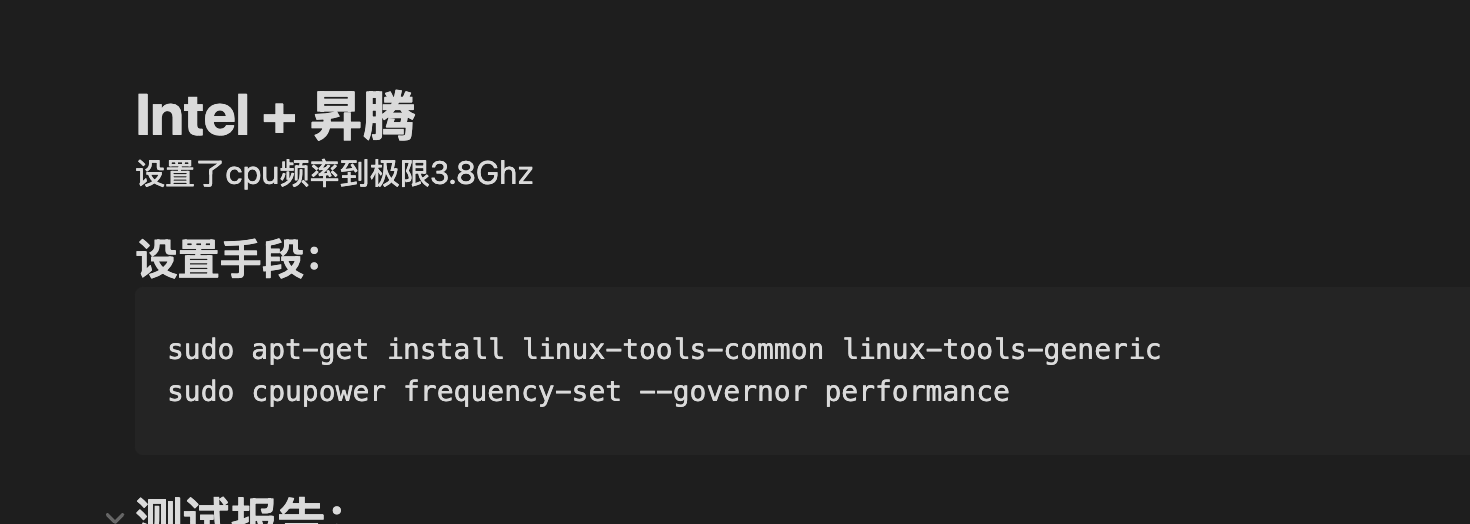 Intel + 昇腾
设置了cpu频率到极限3.8Ghz
设置手段：
sudo apt-get install linux-tools-common linux-tools-generic
sudo cpupower frequency-set --governor performance
测试报告：